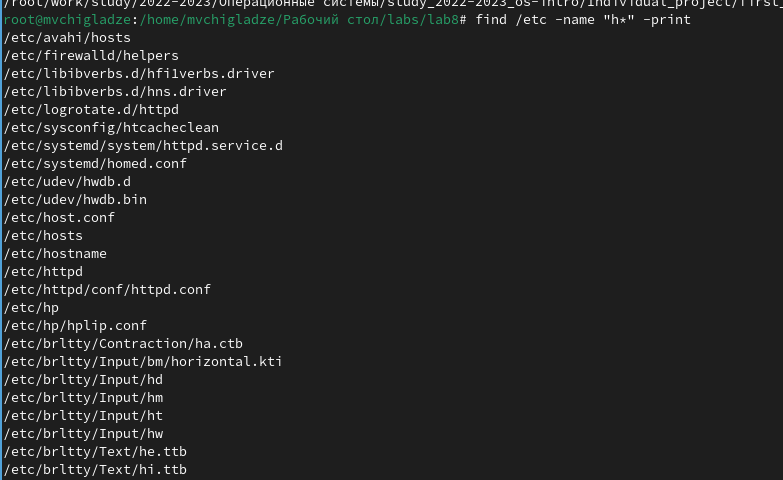 /root/work/study/2022-2023/Операционные системы/study_2022-2023_os-intro/individual_project/first_
root@mvchigladze:/home/mvchigladze/Рабочий стол/labs/lab8# find /etc -name "h*" -print
/etc/avahi/hosts
/etc/firewalld/helpers
/etc/libibverbs.d/hfi1verbs.driver
/etc/libibverbs.d/hns.driver
/etc/logrotate.d/httpd
/etc/sysconfig/htcacheclean
/etc/systemd/system/httpd.service.d
/etc/systemd/homed.conf
/etc/udev/hwdb.d
/etc/udev/hwdb.bin
/etc/host.conf
/etc/hosts
/etc/hostname
/etc/httpd
/etc/httpd/conf/httpd.conf
/etc/hp
/etc/hp/hplip.conf
/etc/brltty/Contraction/ha.ctb
/etc/brltty/Input/bm/horizontal.kti
/etc/brltty/Input/hd
/etc/brltty/Input/hm
/etc/brltty/Input/ht
/etc/brltty/Input/hw
/etc/brltty/Text/he.ttb
/etc/brltty/Text/hi.ttb